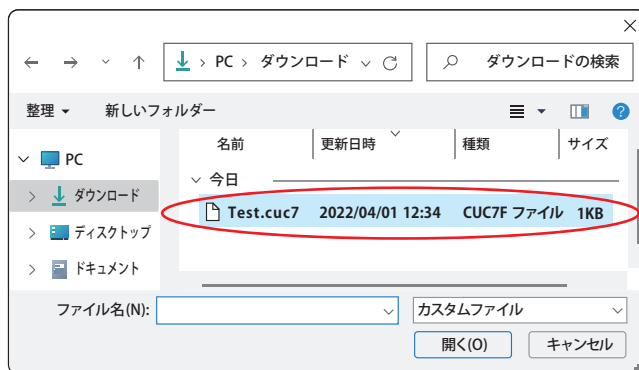 PC > ダウンロード
ダウンロードの検索
整理
新しいフォルダー
名前 更新日時 種類 サイズ
PC
今日
ダウンロード
Test.cuc7 2022/04/01 12:34 CUC7F ファイル 1KB
ディスクトップ
ドキュメント
ファイル名(N):
カスタムファイル
開く(O) キャンセル